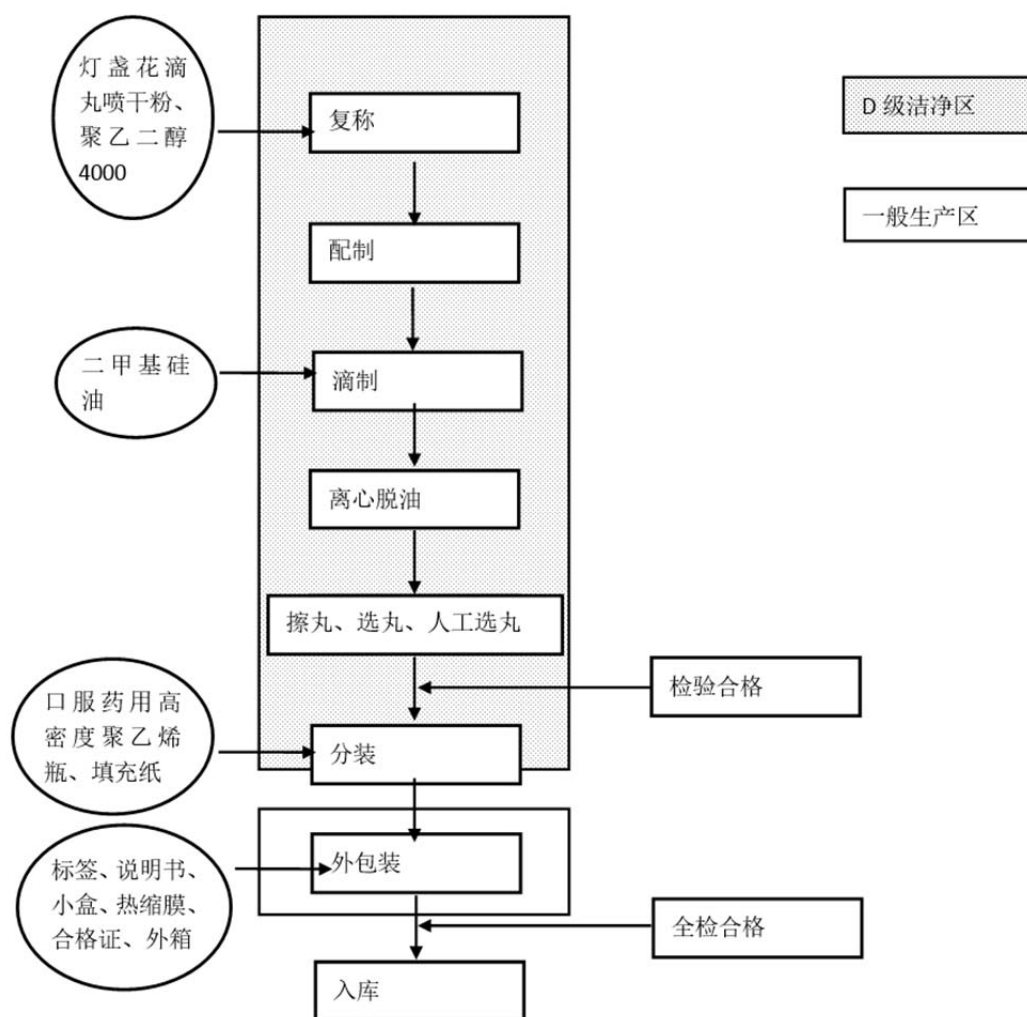 灯盏花滴
丸喷干粉、
聚乙二醇
4000
复称
D 级洁净区
一般生产区
配制
二甲基硅
油
滴制
离心脱油
擦丸、选丸、人工选丸
检验合格
口服药用高
密度聚乙烯
瓶、填充纸
分装
标签、说明书、
小盒、热缩膜、
合格证、外箱
外包装
全检合格
入库